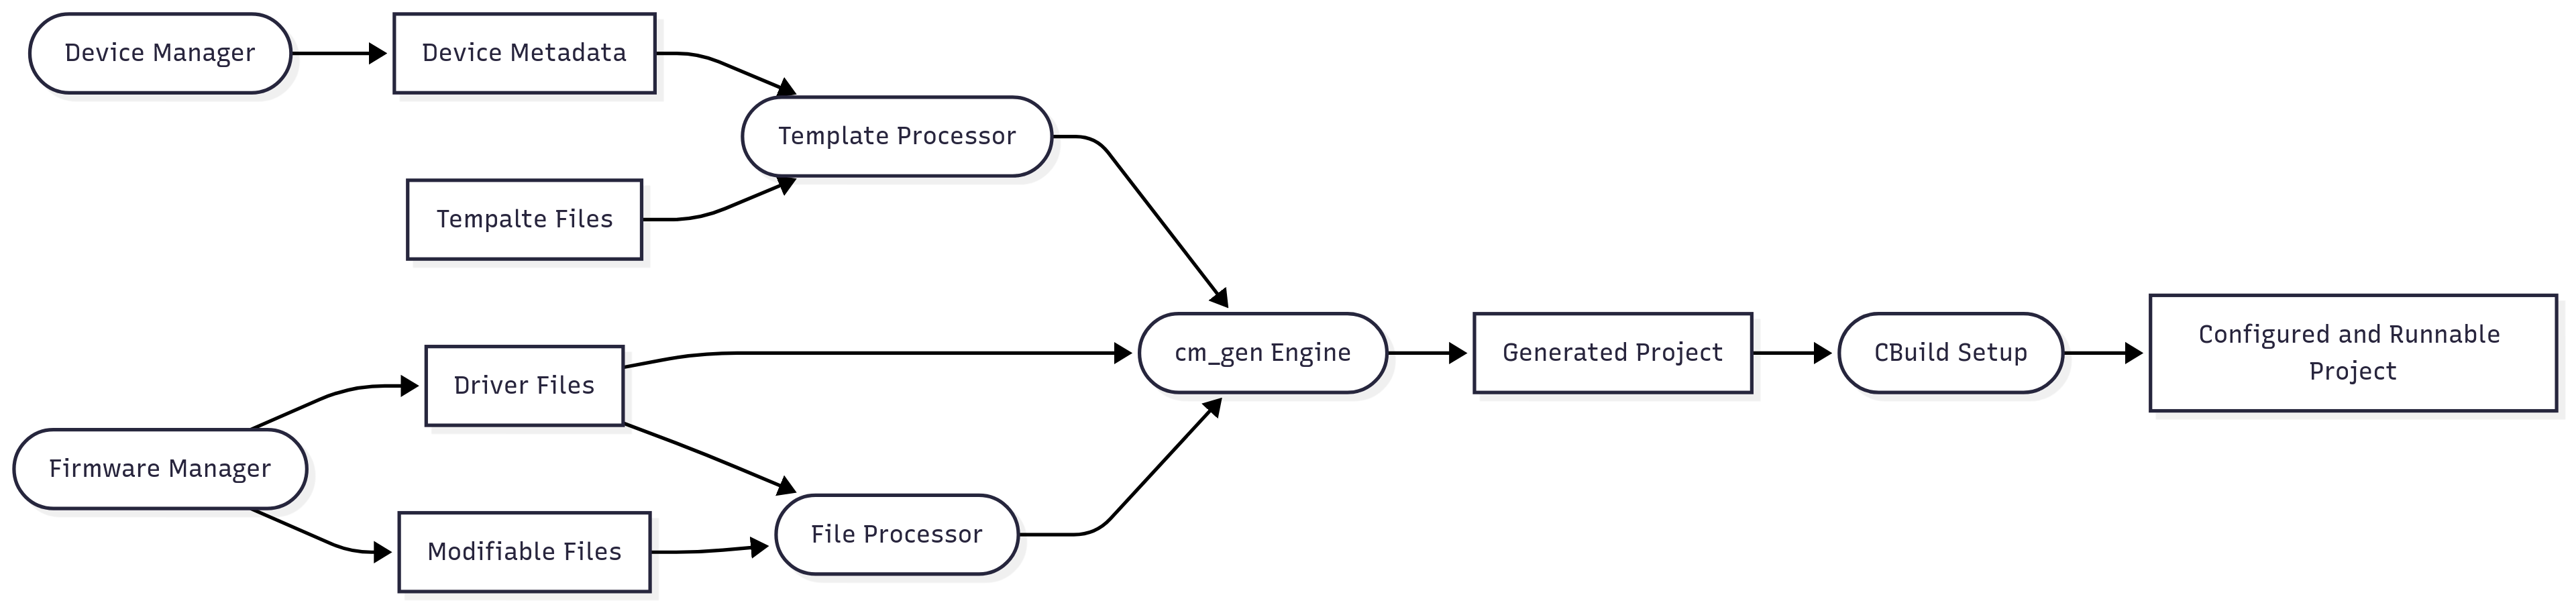 Device Manager
Device Metadata
Template Processor
Tempalte Files
Driver Files
cm_gen Engine
Generated Project
CBuild Setup
Configured and Runnable
Project
Firmware Manager
Modifiable Files
File Processor